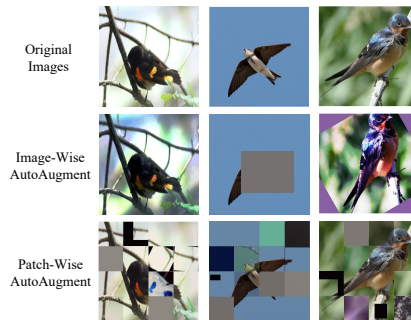 Original
Images
Image-Wise
AutoAugment
Patch-Wise
AutoAugment